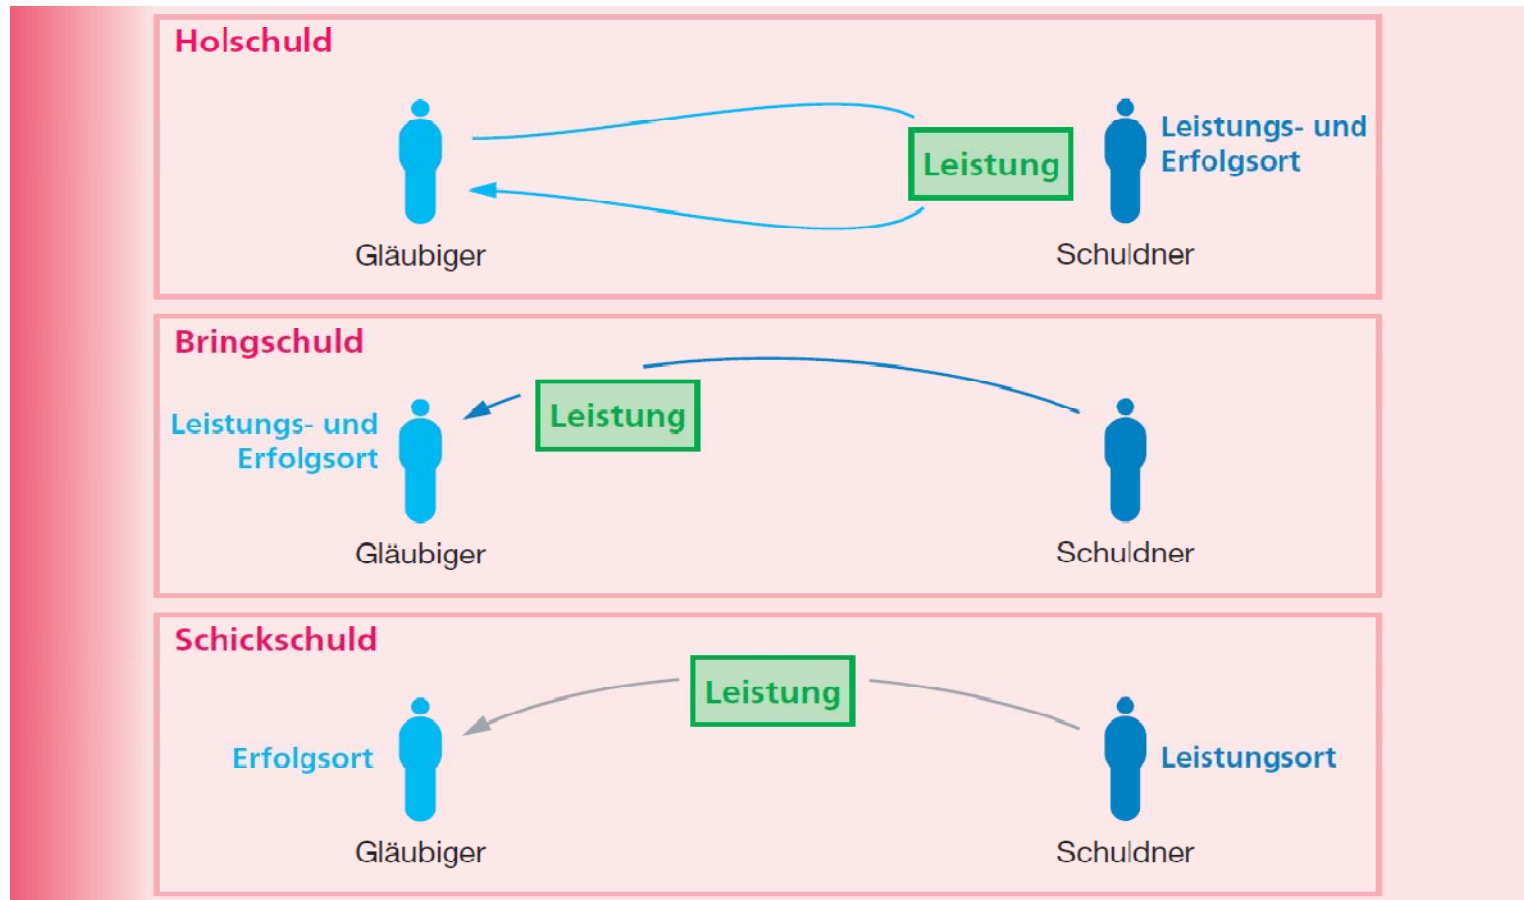 Holschuld
Leistung
Leistungs- und
Erfolgsort
Gläubiger
Schuldner
Bringschuld
Leistungs- und
Erfolgsort
Leistung
Gläubiger
Schuldner
Schickschuld
Leistung
Erfolgsort
Leistungsort
Gläubiger
Schuldner